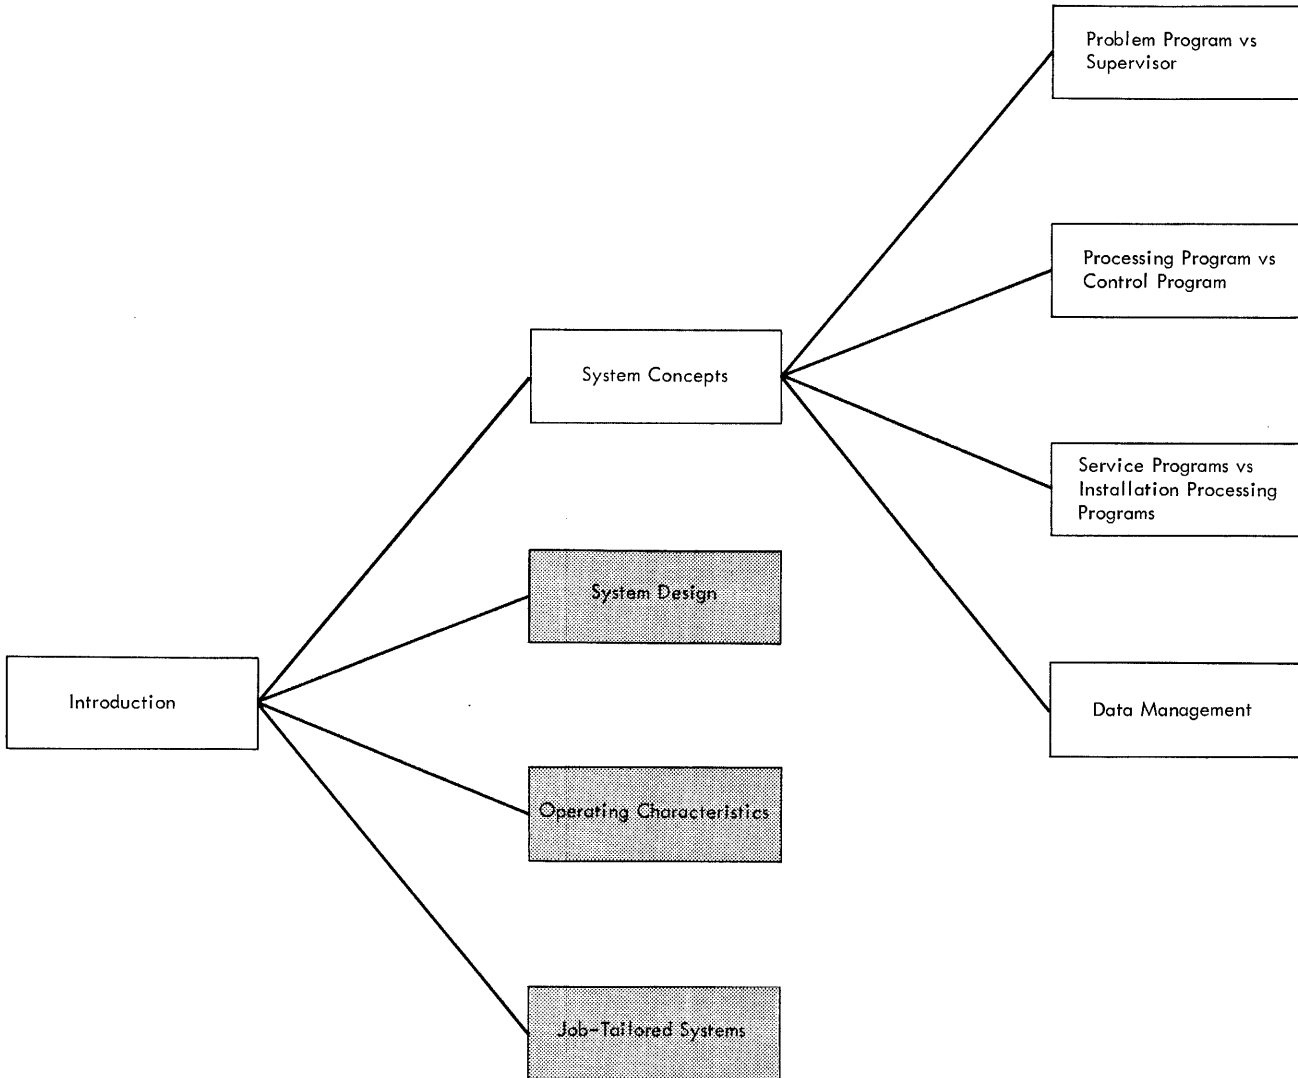 Problem Program vs
Supervisor
Processing Program vs
Control Program
System Concepts
Service Programs vs
Installation Processing
Programs
System Design
Introduction
Data Management
Operating Characteristics
Job-Tailored Systems